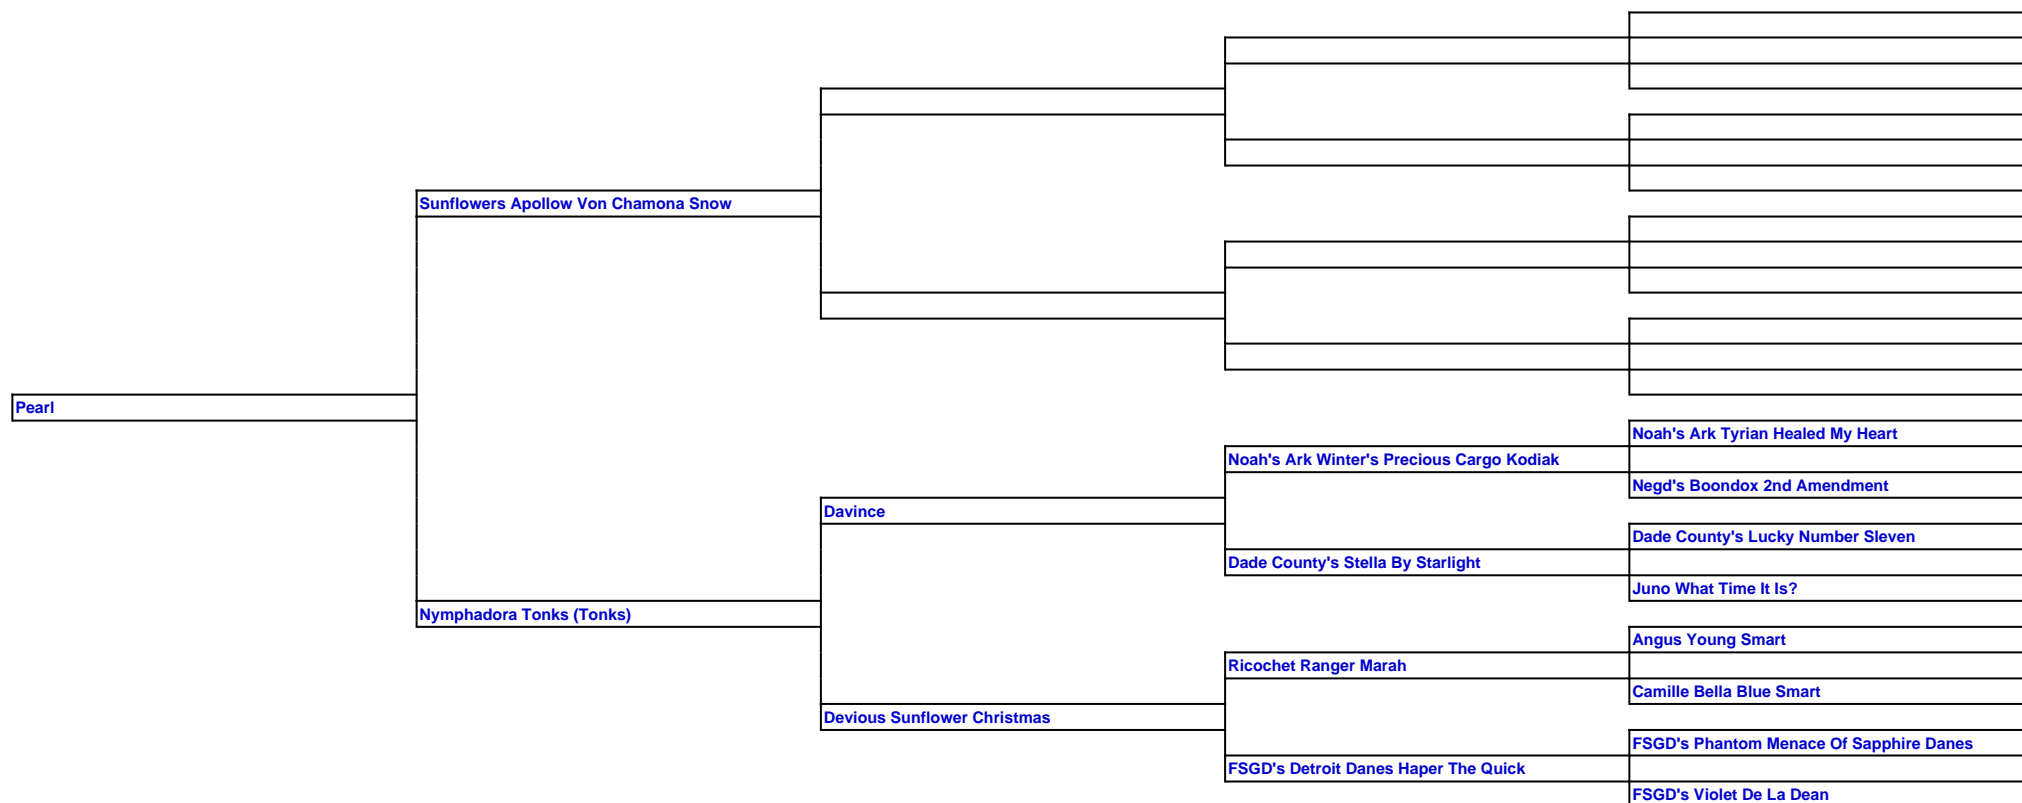 Sunflowers Apollow Von Chamona Snow
Pearl
Noah's Ark Tyrian Healed My Heart
Noah's Ark Winter's Precious Cargo Kodiak
Negd's Boondox 2nd Amendment
Davince
Dade County's Lucky Number Sleven
Dade County's Stella By Starlight
Juno What Time It Is?
Nymphadora Tonks (Tonks)
Angus Young Smart
Ricochet Ranger Marah
Camille Bella Blue Smart
Devious Sunflower Christmas
FSGD's Phantom Menace Of Sapphire Danes
FSGD's Detroit Danes Haper The Quick
FSGD's Violet De La Dean